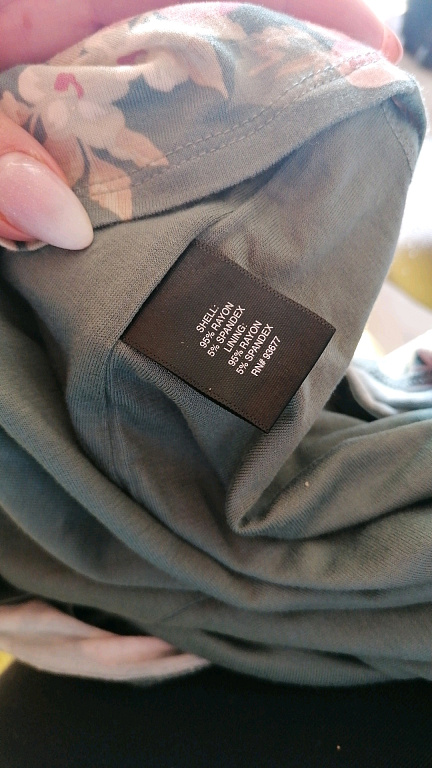 SHELL:
95% RAYON
5% SPANDEX
LINING:
95% RAYON
5% SPANDEX
RN# 93677